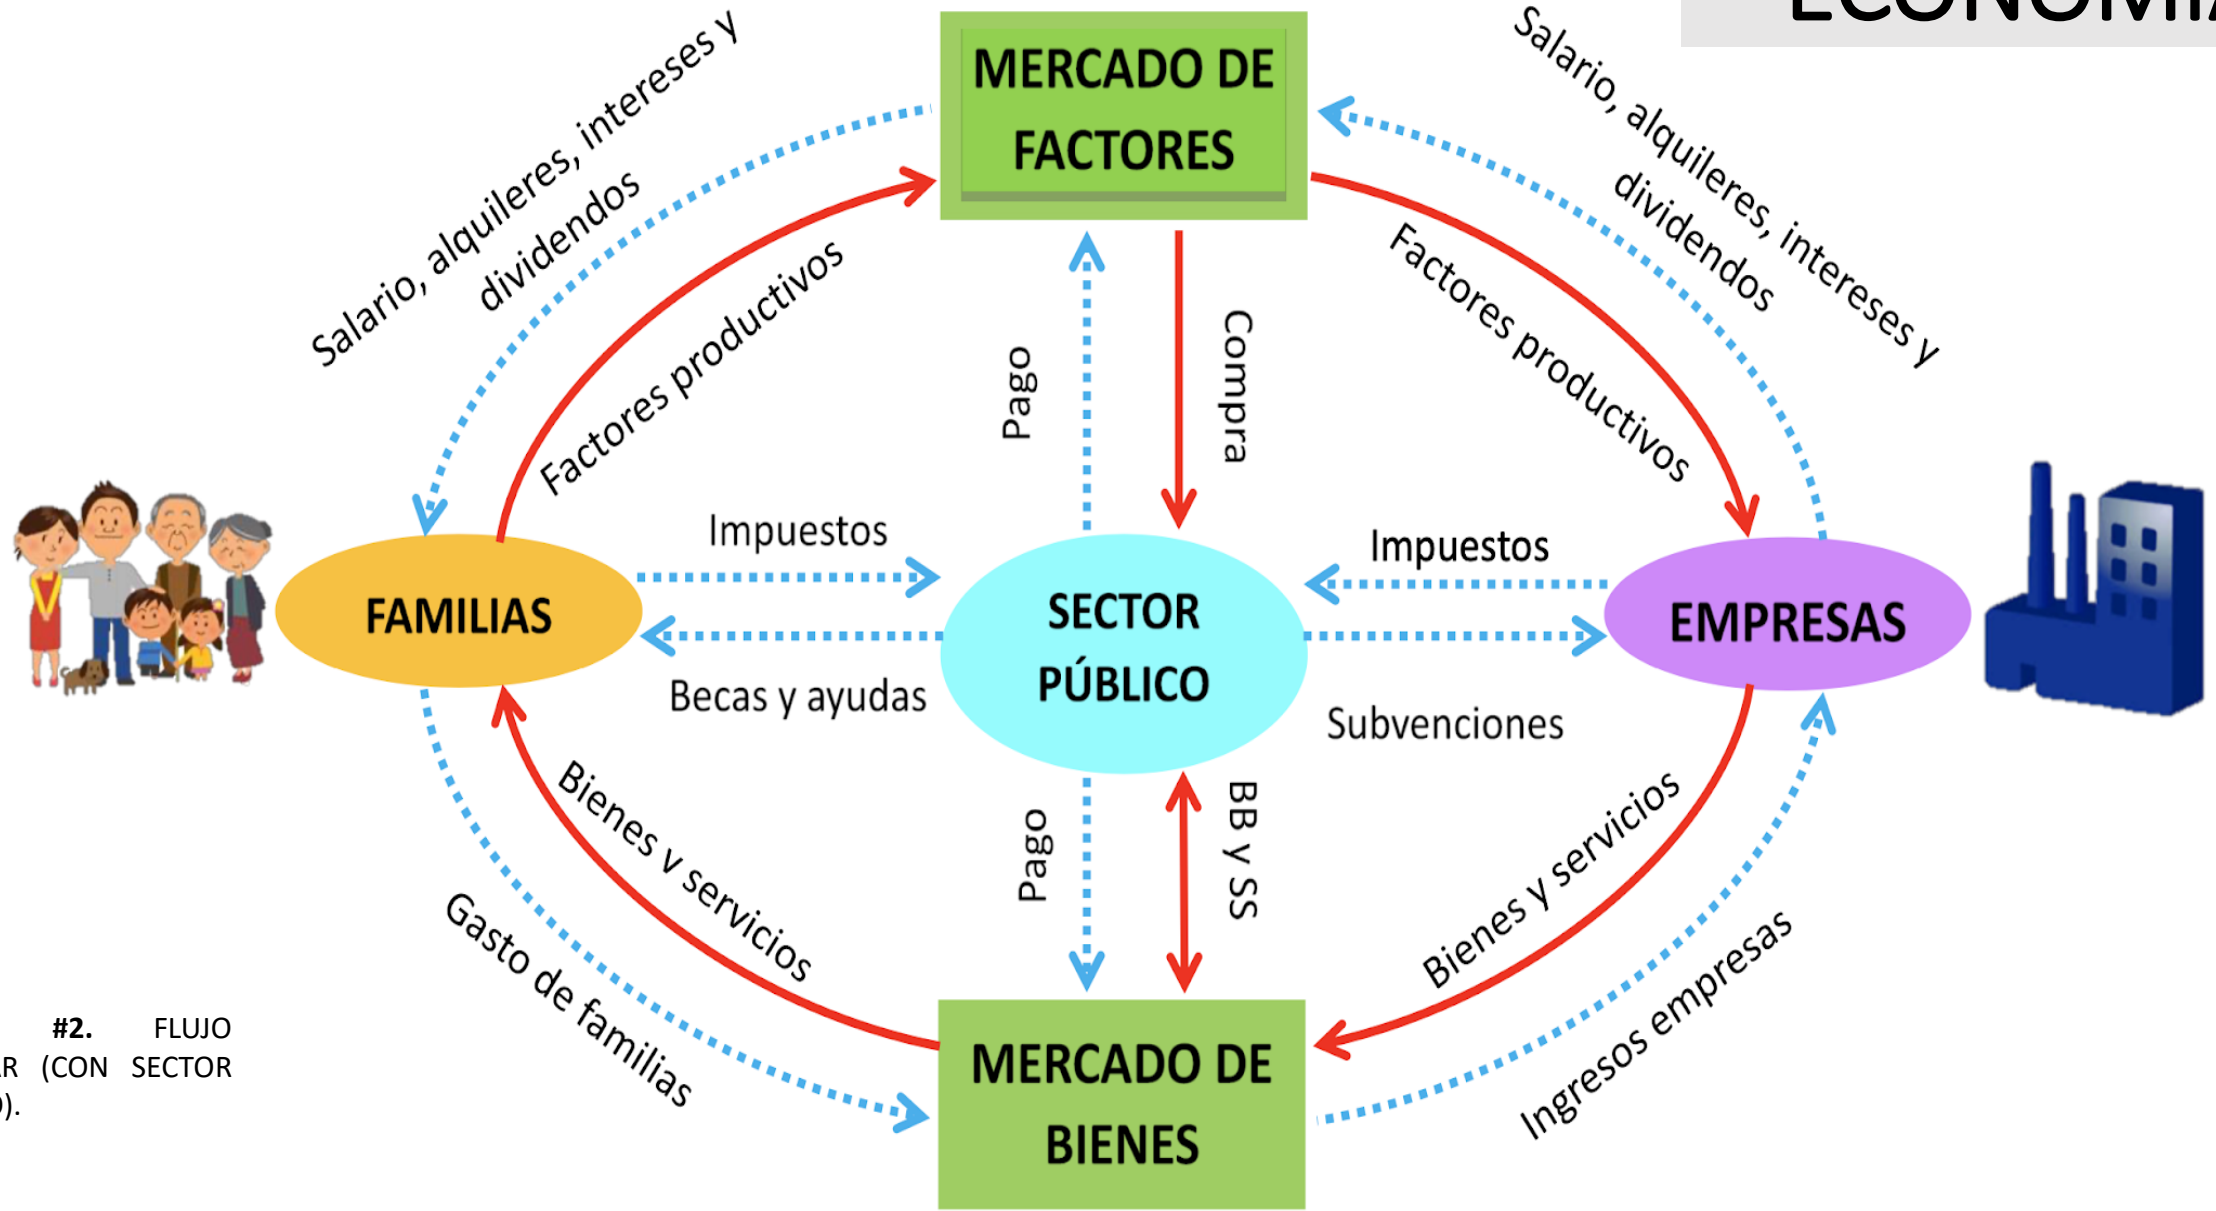 ECONOMÍA
MERCADO DE
FACTORES
Salario, alquileres, intereses y
dividendos
Salario, alquileres, intereses y
dividendos
Factores productivos
Factores productivos
Pago
Compra
Impuestos
Impuestos
FAMILIAS
SECTOR
PÚBLICO
EMPRESAS
Becas y ayudas
Subvenciones
Bienes y servicios
Pago
BB y SS
Bienes y servicios
Gasto de familias
Ingresos empresas
#2. FLUJO
(CON SECTOR
MERCADO DE
BIENES